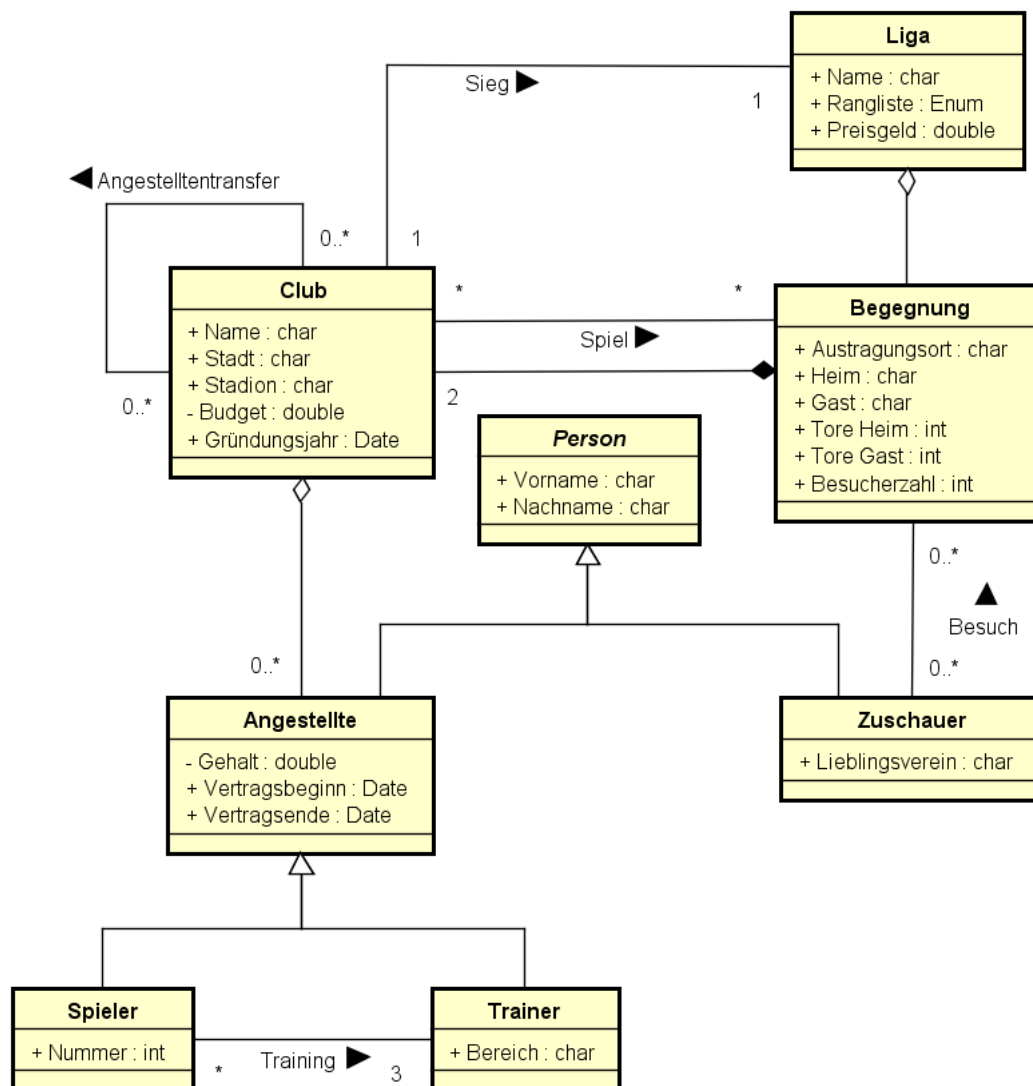 Liga
+ Name : char
+ Rangliste : Enum
+ Preisgeld : double
Sieg
1
Angestelltentransfer
0..*
1
Club
+ Name : char
+ Stadt : char
+ Stadion : char
- Budget : double
+ Gründungsjahr : Date
0..*
*
*
Spiel
2
Begegnung
+ Austragungsort : char
+ Heim : char
+ Gast : char
+ Tore Heim : int
+ Tore Gast : int
+ Besucherzahl : int
Person
+ Vorname : char
+ Nachname : char
0..*
Besuch
0..*
0..*
Angestellte
- Gehalt : double
+ Vertragsbeginn : Date
+ Vertragsende : Date
Zuschauer
+ Lieblingsverein : char
Spieler
+ Nummer : int
*
Training
3
Trainer
+ Bereich : char